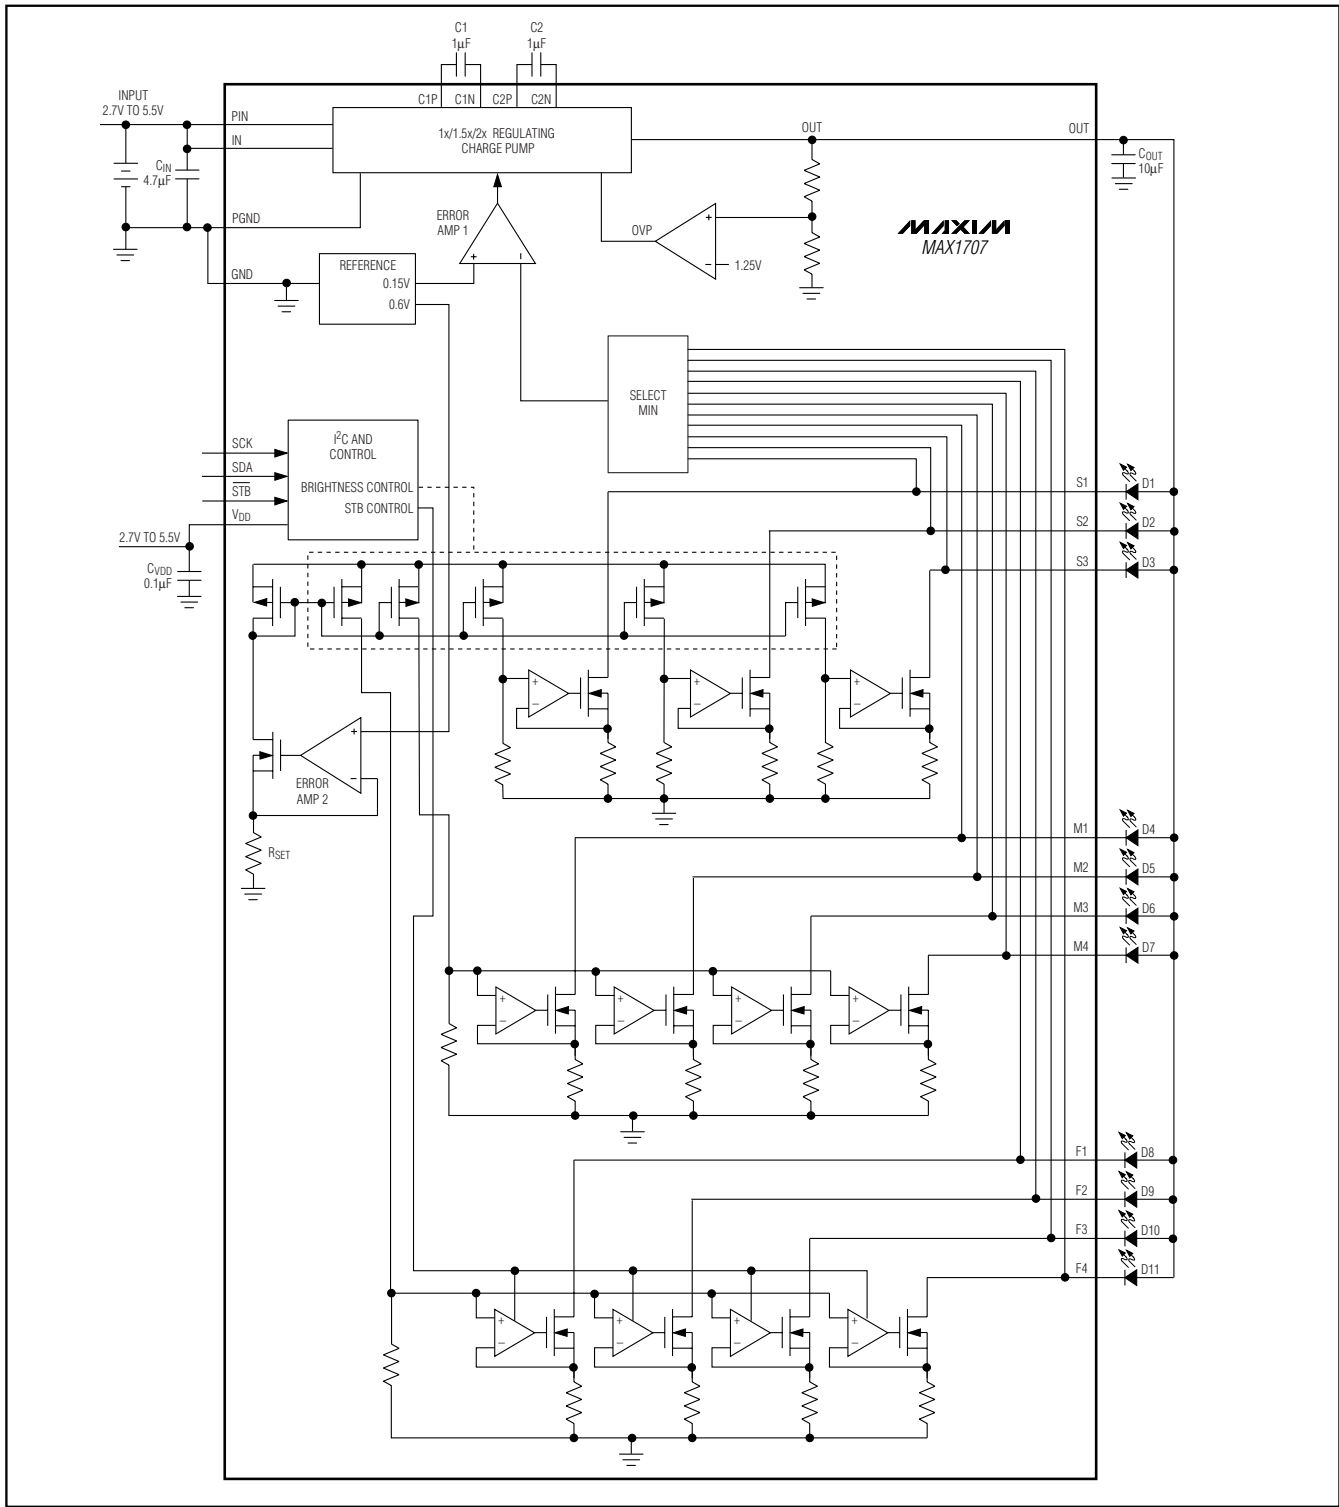 C1
1µF
C2
1µF
INPUT
2.7V TO 5.5V
PIN
C1P
C1N
C2P
C2N
IN
1x/1.5x/2x REGULATING
CHARGE PUMP
OUT
OUT
CIN
4.7µF
COUT
10µF
PGND
ERROR
AMP 1
OVP
+
−
1.25V
MAXIM
MAX1707
GND
REFERENCE
0.15V
0.6V
+
−
SELECT
MIN
SCK
SDA
STB
VDD
I2C AND
CONTROL
BRIGHTNESS CONTROL
STB CONTROL
2.7V TO 5.5V
CVDD
0.1µF
S1
D1
S2
D2
S3
D3
+
−
+
−
+
−
+
−
ERROR
AMP 2
RSET
M1
D4
M2
D5
M3
D6
M4
D7
+
−
+
−
+
−
+
−
F1
D8
F2
D9
F3
D10
F4
D11
+
−
+
−
+
−
+
−